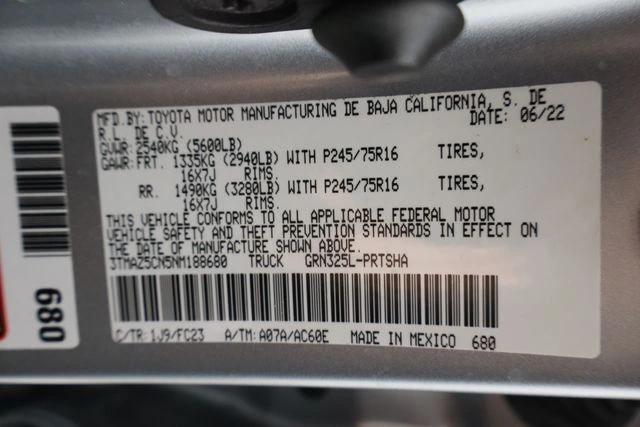 MFD.BY: TOYOTA MOTOR MANUFACTURING DE BAJA CALIFORNIA, S. DE
R.L. DE C.V. DATE: 06/22
GVWR: 2540KG (5600LB)
GAWR: FRT. 1335KG (2940LB) WITH P245/75R16 TIRES,
16X7J RIMS.
RR. 1490KG (3280LB) WITH P245/75R16 TIRES,
16X7J RIMS.
THIS VEHICLE CONFORMS TO ALL APPLICABLE FEDERAL MOTOR
VEHICLE SAFETY AND THEFT PREVENTION STANDARDS IN EFFECT ON
THE DATE OF MANUFACTURE SHOWN ABOVE.
3TMAZ5CN5NM188680 TRUCK GRN325L-PRTSHA
C/TR: 1J9/FC23 A/TM: A07A/AC60E MADE IN MEXICO 680
680